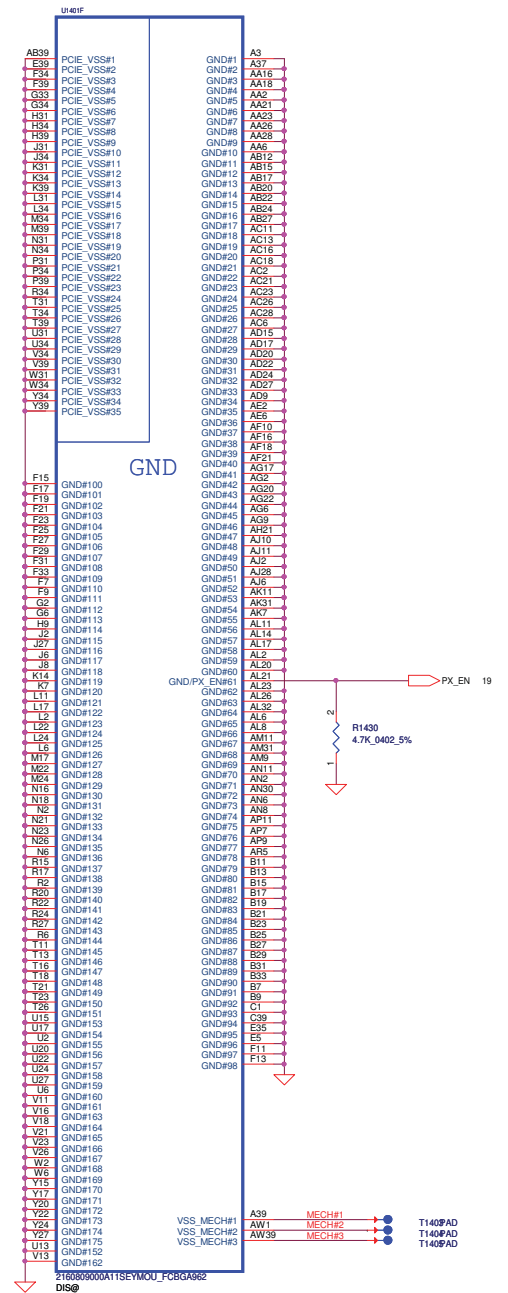 U1401F
AB39 PCIE_VSS#1
E39 PCIE_VSS#2
F34 PCIE_VSS#3
F39 PCIE_VSS#4
G33 PCIE_VSS#5
G34 PCIE_VSS#6
H31 PCIE_VSS#7
H34 PCIE_VSS#8
H39 PCIE_VSS#9
J31 PCIE_VSS#10
J34 PCIE_VSS#11
K31 PCIE_VSS#12
K34 PCIE_VSS#13
K39 PCIE_VSS#14
L31 PCIE_VSS#15
L34 PCIE_VSS#16
M34 PCIE_VSS#17
M39 PCIE_VSS#18
N31 PCIE_VSS#19
N34 PCIE_VSS#20
P31 PCIE_VSS#21
P34 PCIE_VSS#22
P39 PCIE_VSS#23
R34 PCIE_VSS#24
T31 PCIE_VSS#25
T34 PCIE_VSS#26
T39 PCIE_VSS#27
U31 PCIE_VSS#28
U34 PCIE_VSS#29
V34 PCIE_VSS#30
V39 PCIE_VSS#31
W31 PCIE_VSS#32
W34 PCIE_VSS#33
Y34 PCIE_VSS#34
Y39 PCIE_VSS#35
GND
F15 GND#100
F17 GND#101
F19 GND#102
F21 GND#103
F23 GND#104
F25 GND#105
F27 GND#106
F29 GND#107
F31 GND#108
F33 GND#109
F7 GND#110
F9 GND#111
G2 GND#112
G6 GND#113
H9 GND#114
J2 GND#115
J27 GND#116
J6 GND#117
J8 GND#118
K14 GND#119
K7 GND#120
L11 GND#121
L17 GND#122
L2 GND#123
L22 GND#124
L24 GND#125
L6 GND#126
M17 GND#127
M22 GND#128
M24 GND#129
N16 GND#130
N18 GND#131
N2 GND#132
N21 GND#133
N23 GND#134
N26 GND#135
N6 GND#136
R15 GND#137
R17 GND#138
R2 GND#139
R20 GND#140
R22 GND#141
R24 GND#142
R27 GND#143
R6 GND#144
T11 GND#145
T13 GND#146
T16 GND#147
T18 GND#148
T21 GND#149
T23 GND#150
T26 GND#151
U15 GND#153
U17 GND#154
U2 GND#155
U20 GND#156
U22 GND#157
U24 GND#158
U27 GND#159
U6 GND#160
V11 GND#161
V16 GND#163
V18 GND#164
V21 GND#165
V23 GND#166
V26 GND#167
W2 GND#168
W6 GND#169
Y15 GND#170
Y17 GND#171
Y20 GND#172
Y22 GND#173
Y24 GND#174
Y27 GND#175
U13 GND#152
V13 GND#162
GND#1 A3
GND#2 A37
GND#3 AA16
GND#4 AA18
GND#5 AA2
GND#6 AA21
GND#7 AA23
GND#8 AA26
GND#9 AA28
GND#10 AA6
GND#11 AB12
GND#12 AB15
GND#13 AB17
GND#14 AB20
GND#15 AB22
GND#16 AB24
GND#17 AB27
GND#18 AC11
GND#19 AC13
GND#20 AC16
GND#21 AC18
GND#22 AC2
GND#23 AC21
GND#24 AC23
GND#25 AC26
GND#26 AC28
GND#27 AC6
GND#28 AD15
GND#29 AD17
GND#30 AD20
GND#31 AD22
GND#32 AD24
GND#33 AD27
GND#34 AD9
GND#35 AE2
GND#36 AE6
GND#37 AF10
GND#38 AF16
GND#39 AF18
GND#40 AF21
GND#41 AG17
GND#42 AG2
GND#43 AG20
GND#44 AG22
GND#45 AG6
GND#46 AG9
GND#47 AH21
GND#48 AJ10
GND#49 AJ11
GND#50 AJ2
GND#51 AJ28
GND#52 AJ6
GND#53 AK11
GND#54 AK31
GND#55 AK7
GND#56 AL11
GND#57 AL14
GND#58 AL17
GND#59 AL2
GND#60 AL20
GND/PX_EN#61 AL21 PX_EN 19
GND#62 AL23
GND#63 AL26
GND#64 AL32
GND#65 AL6
GND#66 AL8
GND#67 AM11
GND#68 AM31
GND#69 AM9
GND#70 AN11
GND#71 AN2
GND#72 AN30
GND#73 AN6
GND#74 AN8
GND#75 AP11
GND#76 AP7
GND#77 AP9
GND#78 AR5
GND#79 B11
GND#80 B13
GND#81 B15
GND#82 B17
GND#83 B19
GND#84 B21
GND#85 B23
GND#86 B25
GND#87 B27
GND#88 B29
GND#89 B31
GND#90 B33
GND#91 B7
GND#92 B9
GND#93 C1
GND#94 C39
GND#95 E35
GND#96 E5
GND#97 F11
GND#98 F13
2
R1430
4.7K_0402_5%
1
VSS_MECH#1 A39 MECH#1 T1403 PAD
VSS_MECH#2 AW1 MECH#2 T1404 PAD
VSS_MECH#3 AW39 MECH#3 T1405 PAD
2160809000A11SEYMOU_FCBGA962
DIS@